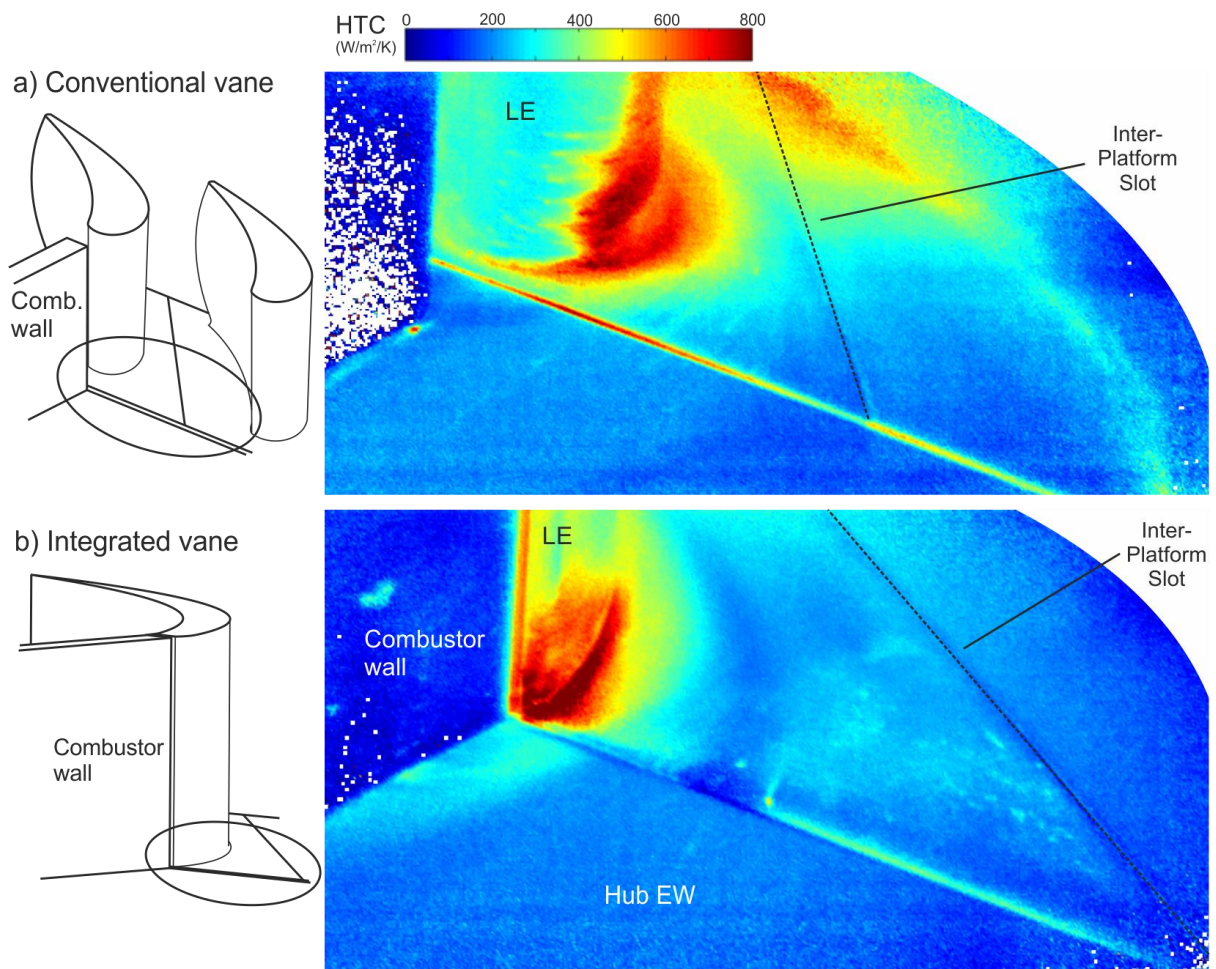 HTC
(W/m²/K)
0 200 400 600 800
a) Conventional vane
LE
Inter-
Platform
Slot
Comb.
wall
b) Integrated vane
LE
Inter-
Platform
Slot
Combustor
wall
Combustor
wall
Hub EW